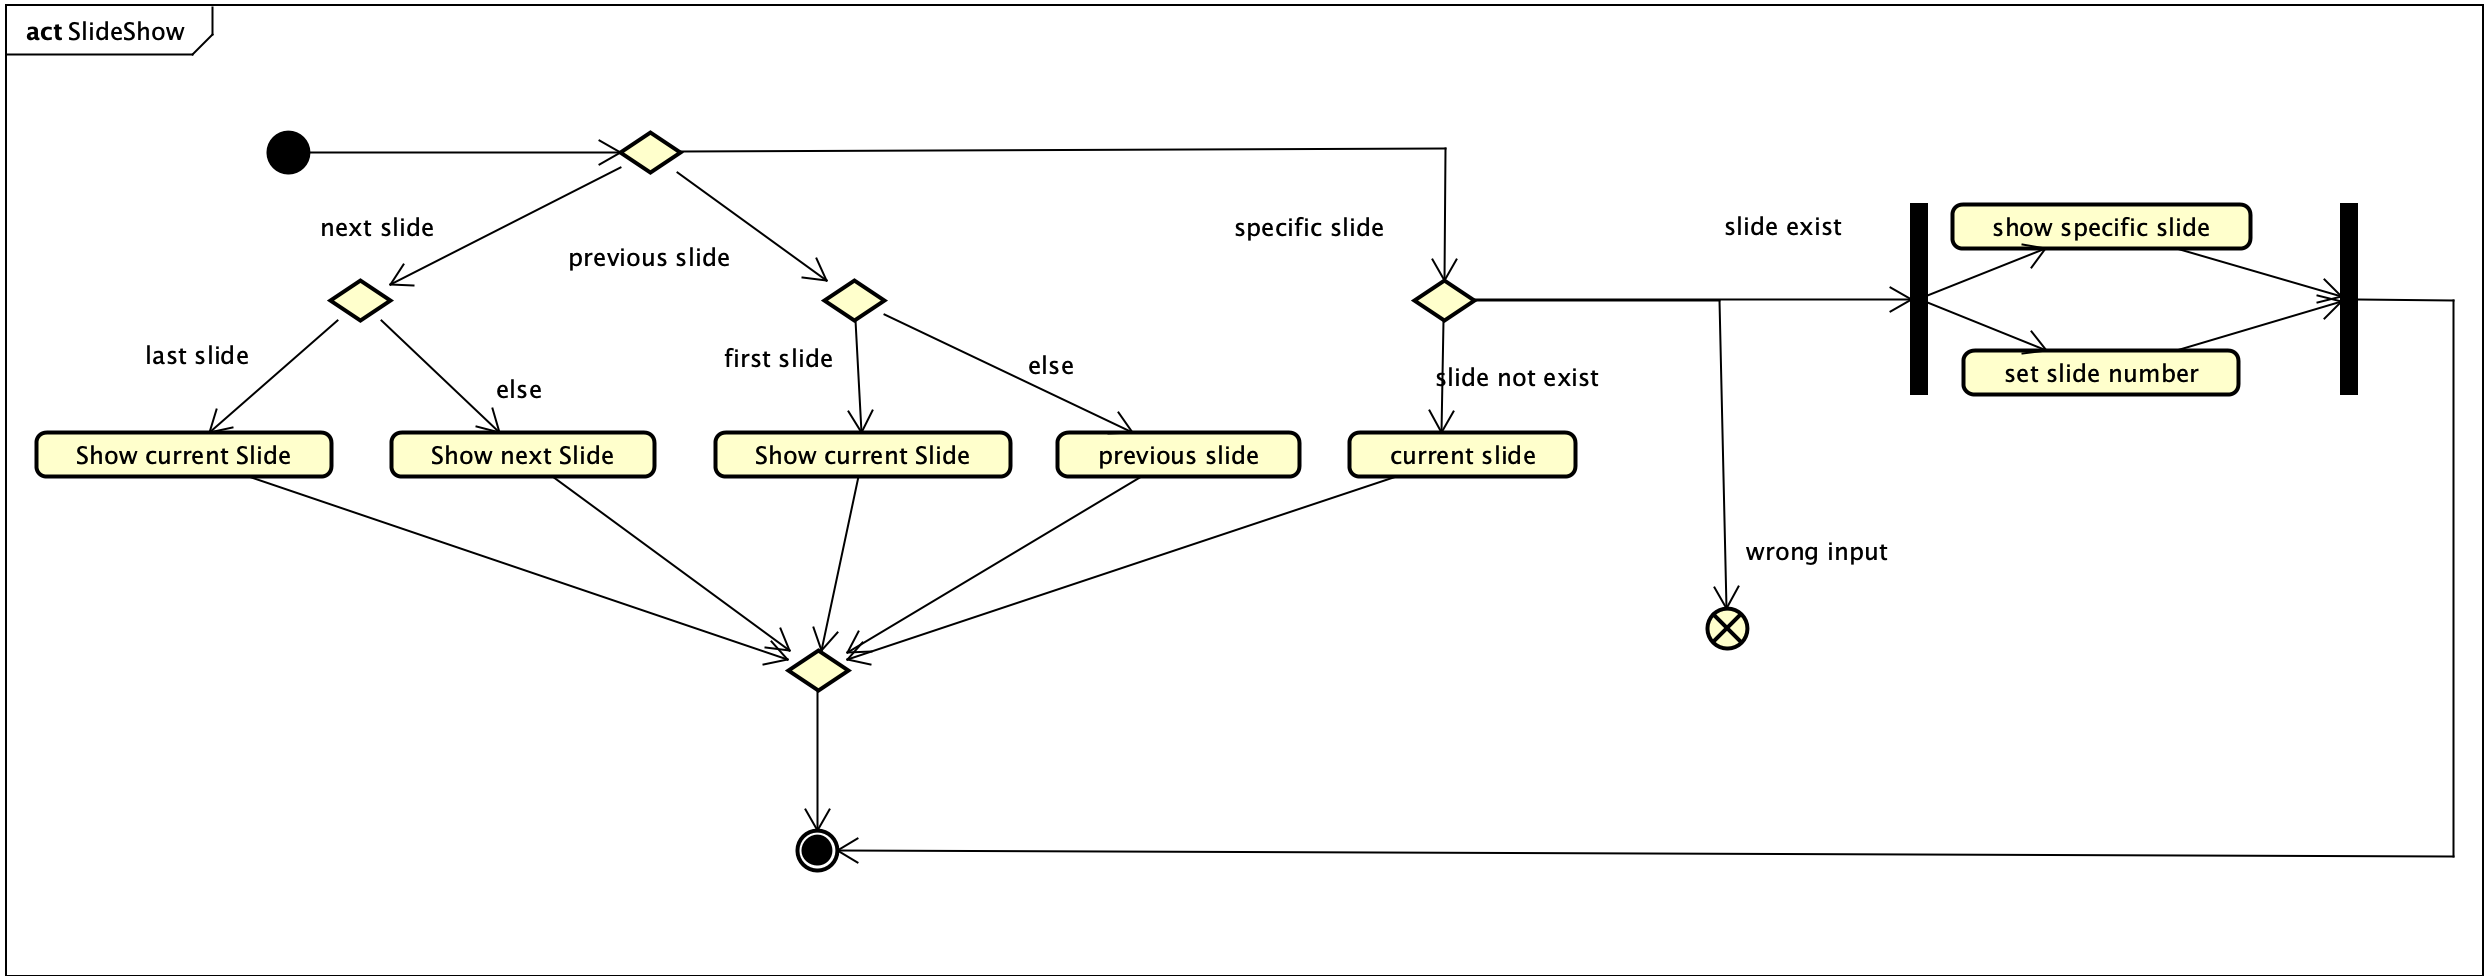 act SlideShow
next slide
previous slide
specific slide
slide exist
show specific slide
set slide number
last slide
else
first slide
else
slide not exist
Show current Slide
Show next Slide
Show current Slide
previous slide
current slide
wrong input